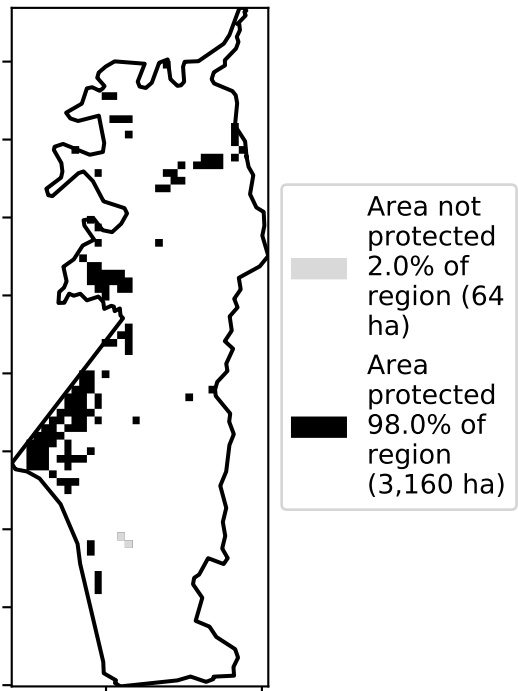 Area not
protected
2.0% of
region (64
ha)
Area
protected
98.0% of
region
(3,160 ha)